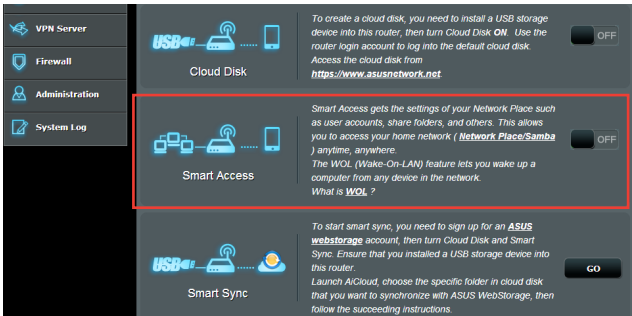 VPN Server
Firewall
Administration
System Log
USB
Cloud Disk
To create a cloud disk, you need to install a USB storage
device into this router, then turn Cloud Disk ON. Use the
router login account to log into the default cloud disk.
Access the cloud disk from
https://www.asusnetwork.net.
OFF
Smart Access
Smart Access gets the settings of your Network Place such
as user accounts, share folders, and others. This allows
you to access your home network ( Network Place/Samba
) anytime, anywhere.
The WOL (Wake-On-LAN) feature lets you wake up a
computer from any device in the network.
What is WOL ?
OFF
USB
Smart Sync
To start smart sync, you need to sign up for an ASUS
webstorage account, then turn Cloud Disk and Smart
Sync. Ensure that you installed a USB storage device into
this router.
Launch AiCloud, choose the specific folder in cloud disk
that you want to synchronize with ASUS WebStorage, then
follow the succeeding instructions.
GO